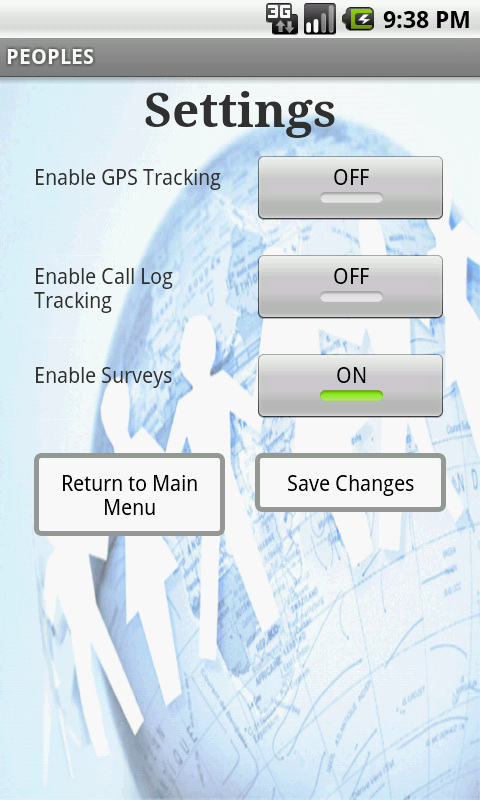 3G 9:38 PM
PEOPLES
Settings
Enable GPS Tracking OFF
Enable Call Log OFF
Tracking
Enable Surveys ON
Return to Main Save Changes
Menu